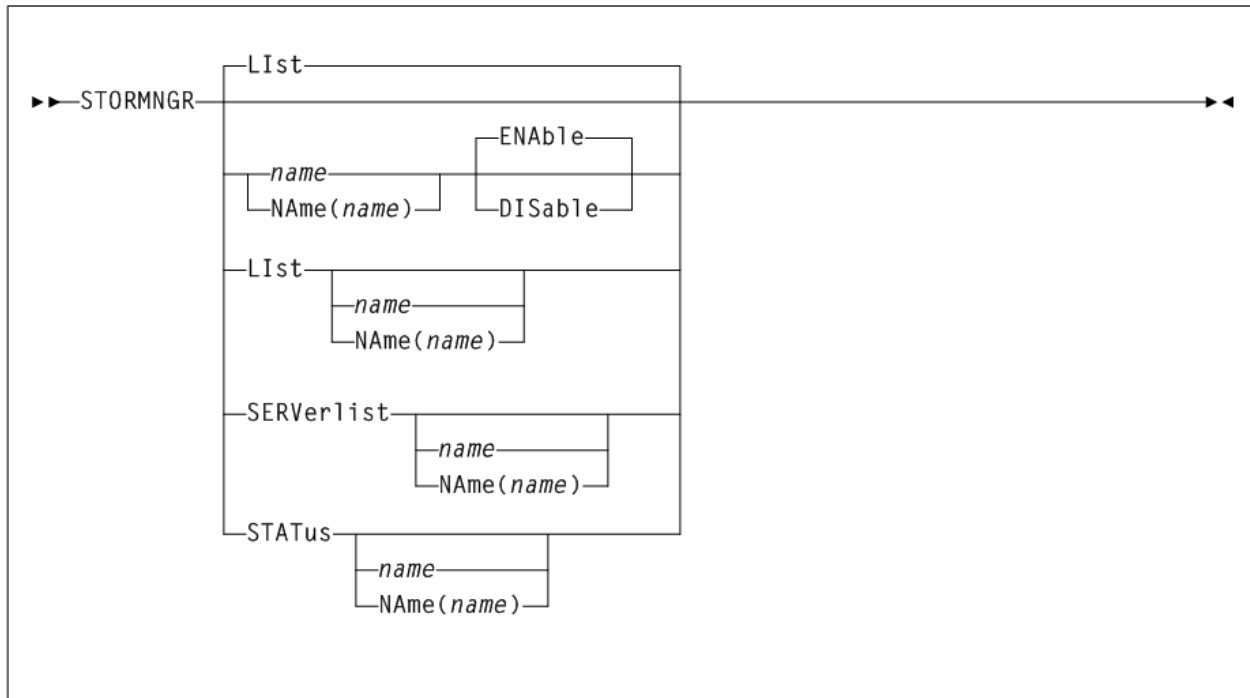 LIst
STORMNGR
ENAble
name
NAme(name)
DISable
LIst
name
NAme(name)
SERVerlist
name
NAme(name)
STATus
name
NAme(name)